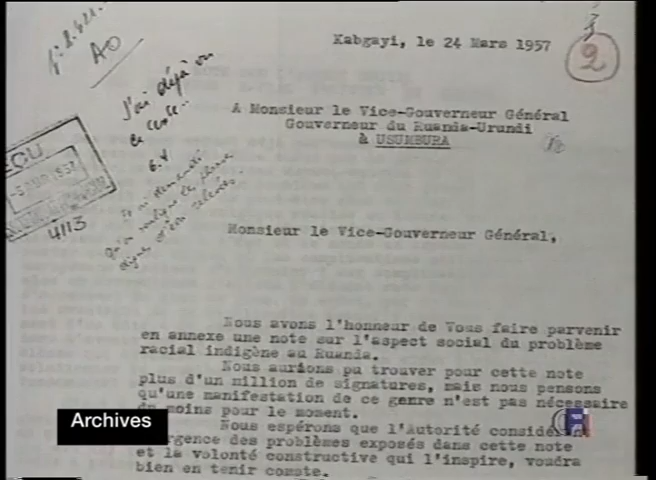 Kabgayi, le 24 Mars 1957
2
AO
J'ai déjà vu
A Monsieur le Vice-Gouverneur Général
Gouverneur du Ruanda-Urundi
à USUMBURA
4113
Monsieur le Vice-Gouverneur Général,
Nous avons l'honneur de Vous faire parvenir
en annexe une note sur l'aspect social du problème
racial indigène au Ruanda.
Nous aurions pu trouver pour cette note
plus d'un million de signatures, mais nous pensons
qu'une manifestation de ce genre n'est pas nécessaire
moins pour le moment.
Nous espérons que l'Autorité
des problèmes exposés dans cette note
et la volonté constructive qui l'inspire, voudra
bien en tenir compte.
Archives